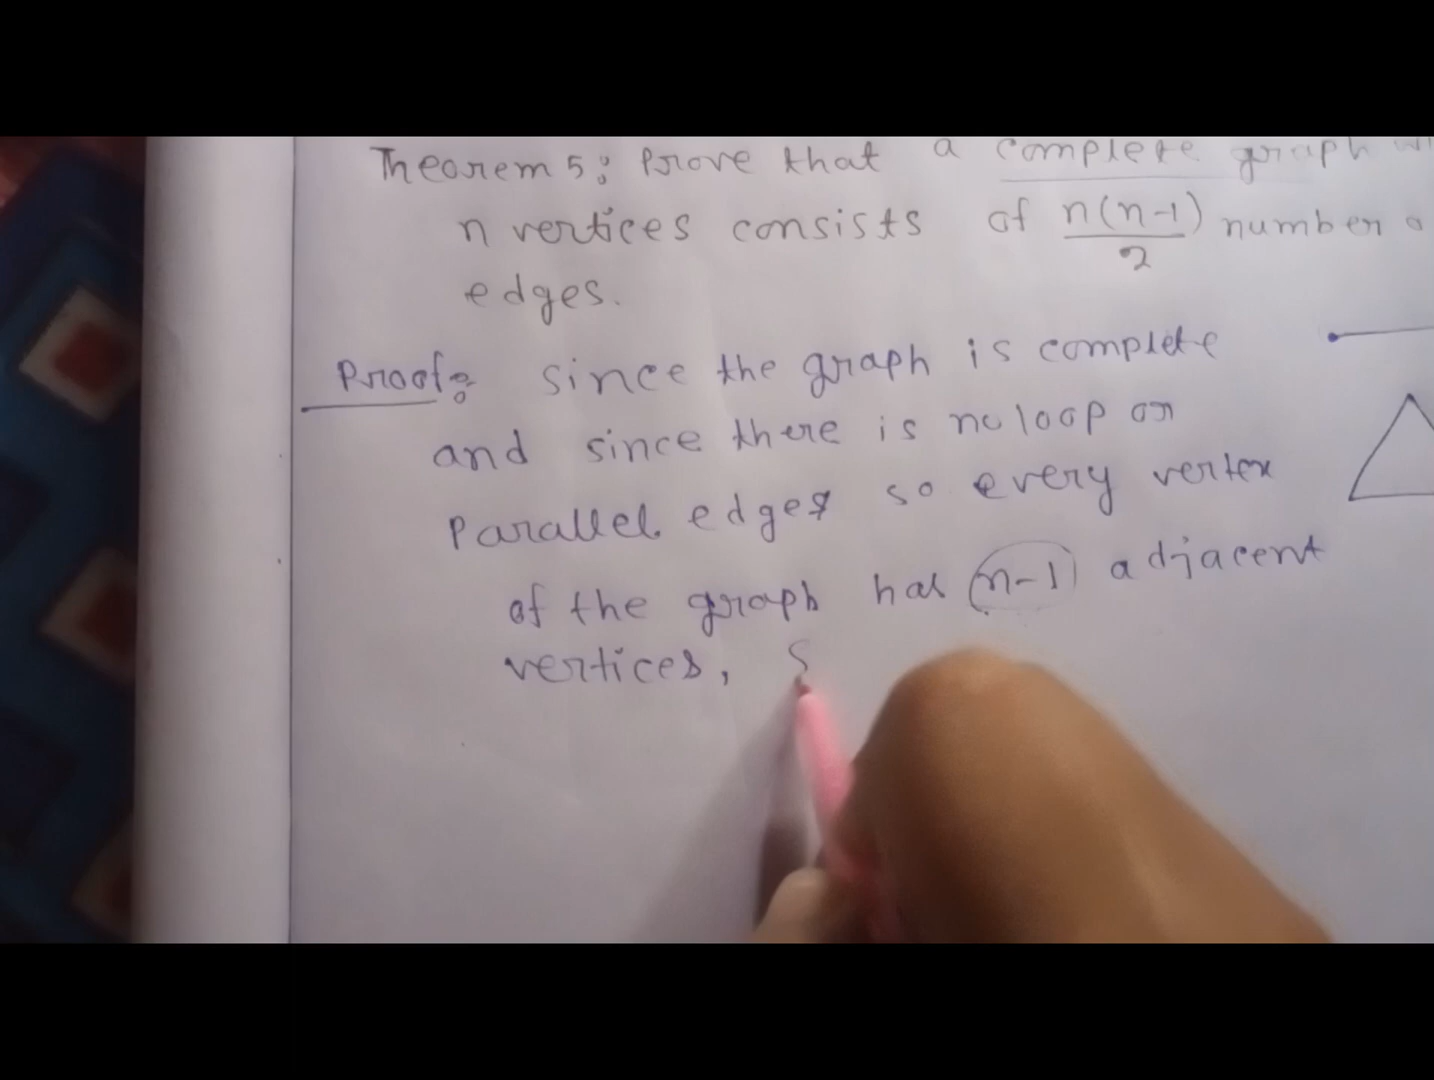 Theorem 5: Prove that a complete graph
n vertices consists of n(n-1)/2 number
edges.
Proof: since the graph is complete
and since there is no loop or
Parallel edges so every vertex
of the graph has (n-1) adjacent
vertices, S